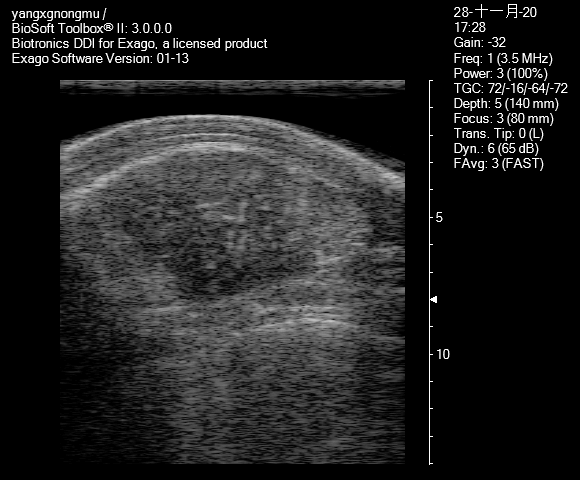 yangxgnongmu /
BioSoft Toolbox® II: 3.0.0.0
Biotronics DDI for Exago, a licensed product
Exago Software Version: 01-13
28-十一月-20
17:28
Gain: -32
Freq: 1 (3.5 MHz)
Power: 3 (100%)
TGC: 72/-16/-64/-72
Depth: 5 (140 mm)
Focus: 3 (80 mm)
Trans. Tip: 0 (L)
Dyn.: 6 (65 dB)
FAvg: 3 (FAST)
5
10